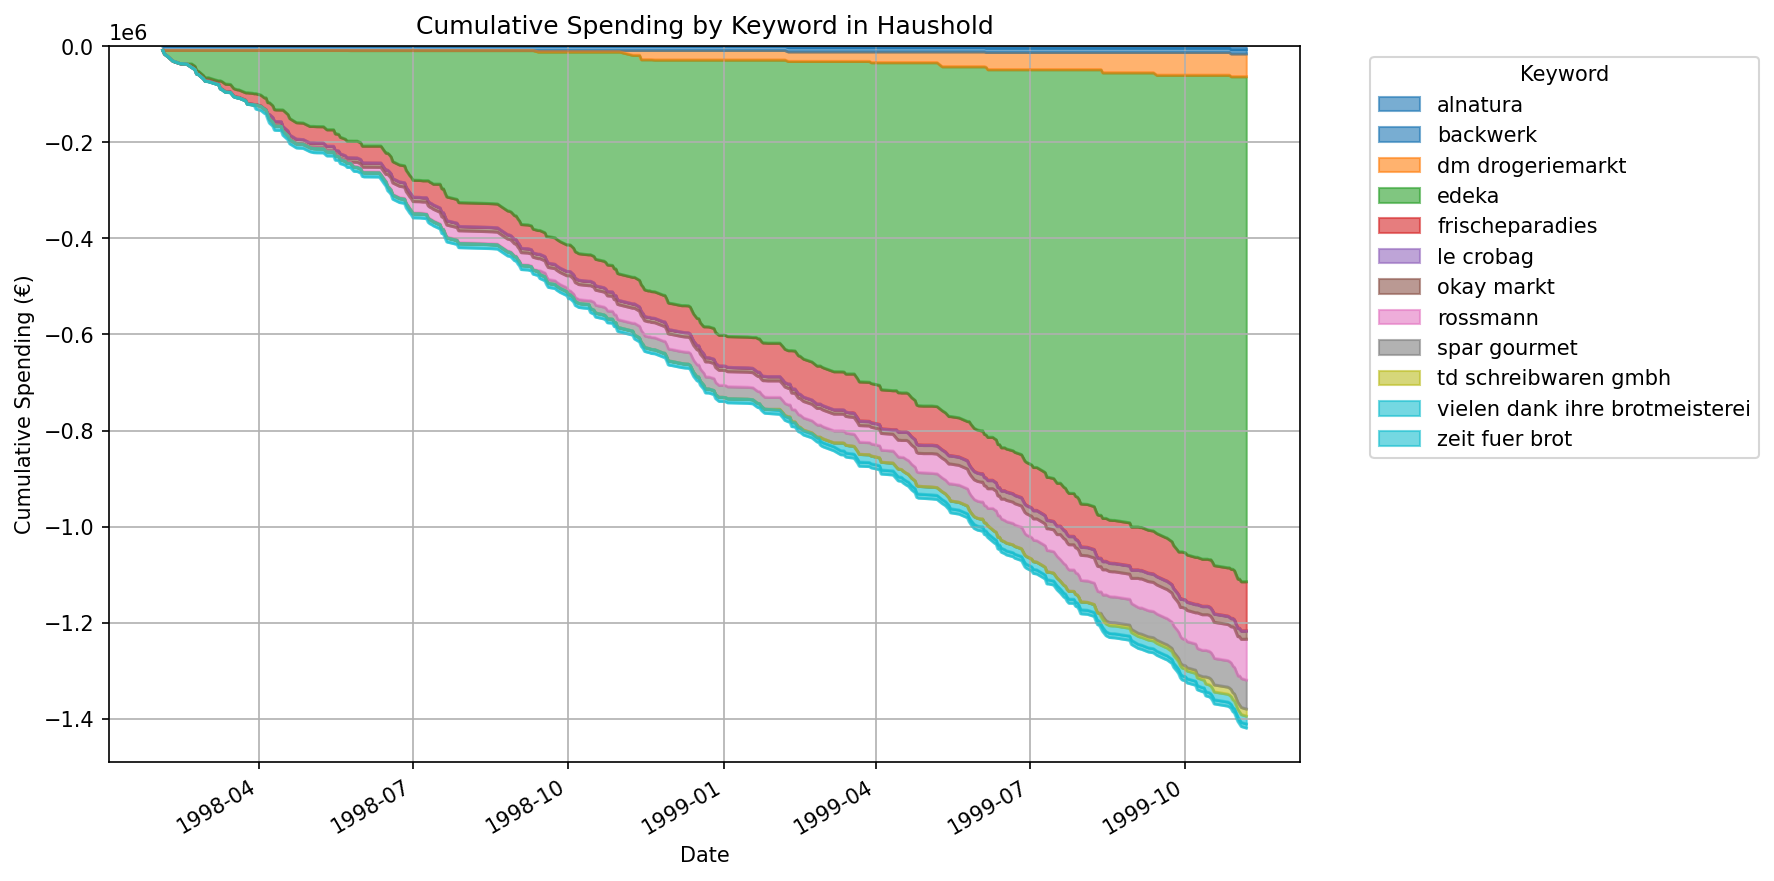 Cumulative Spending by Keyword in Haushold
1e6
0.0
−0.2
−0.4
−0.6
−0.8
−1.0
−1.2
−1.4
Cumulative Spending (€)
1998-04
1998-07
1998-10
1999-01
1999-04
1999-07
1999-10
Date
Keyword
alnatura
backwerk
dm drogeriemarkt
edeka
frischeparadies
le crobag
okay markt
rossmann
spar gourmet
td schreibwaren gmbh
vielen dank ihre brotmeisterei
zeit fuer brot